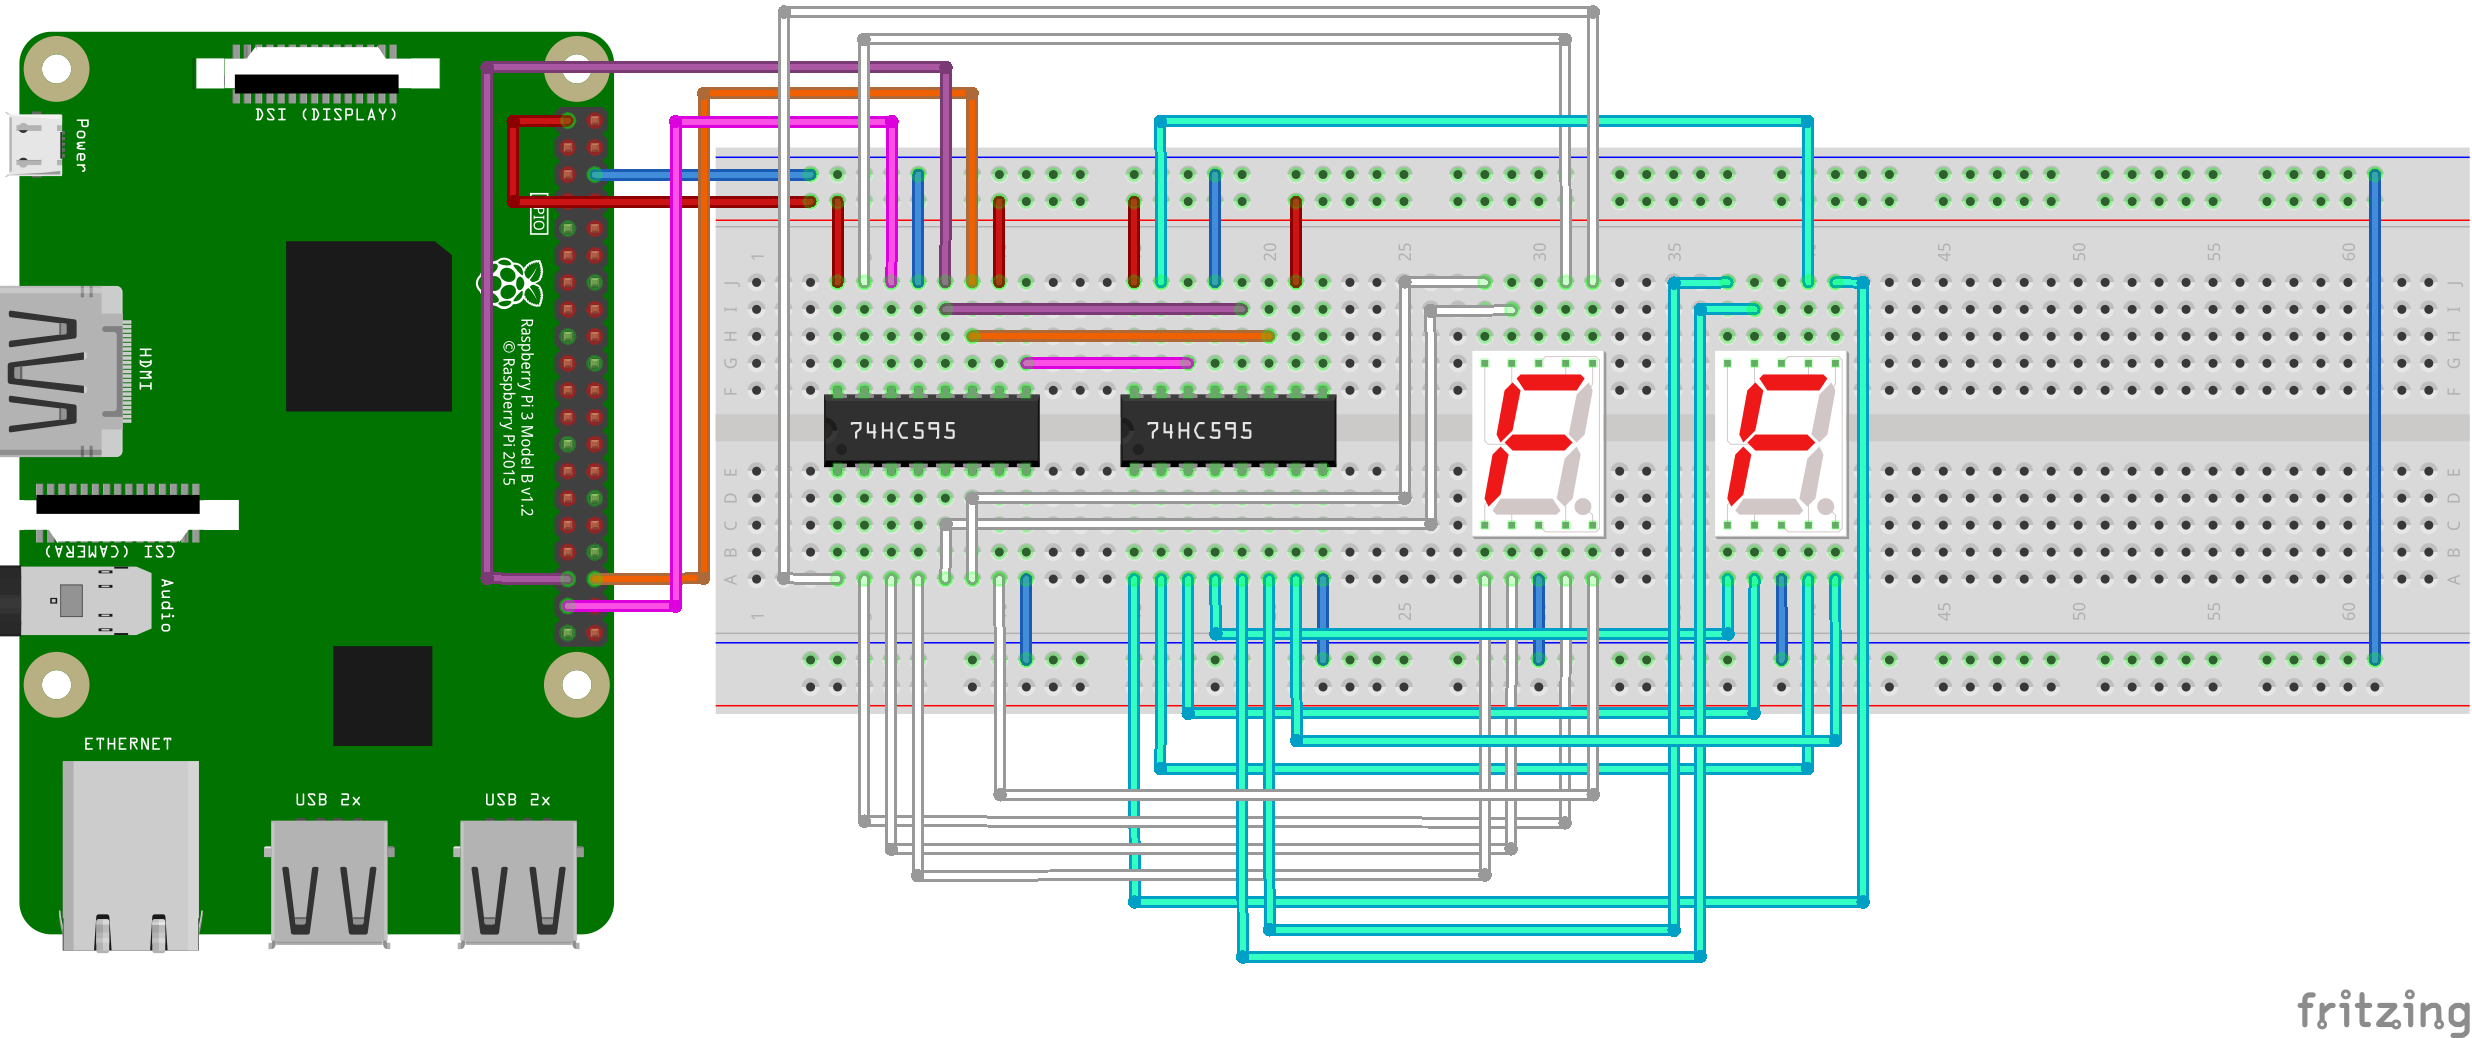 DSI (DISPLAY)
Power
GPIO
HDMI
Raspberry Pi 3 Model B v1.2
© Raspberry Pi 2015
CSI (CAMERA)
Audio
ETHERNET
USB 2x
USB 2x
1
20
25
30
35
45
50
55
60
J
J
I
I
H
H
G
G
F
F
74HC595
74HC595
E
E
D
D
C
C
B
B
A
A
1
25
45
50
55
60
fritzing